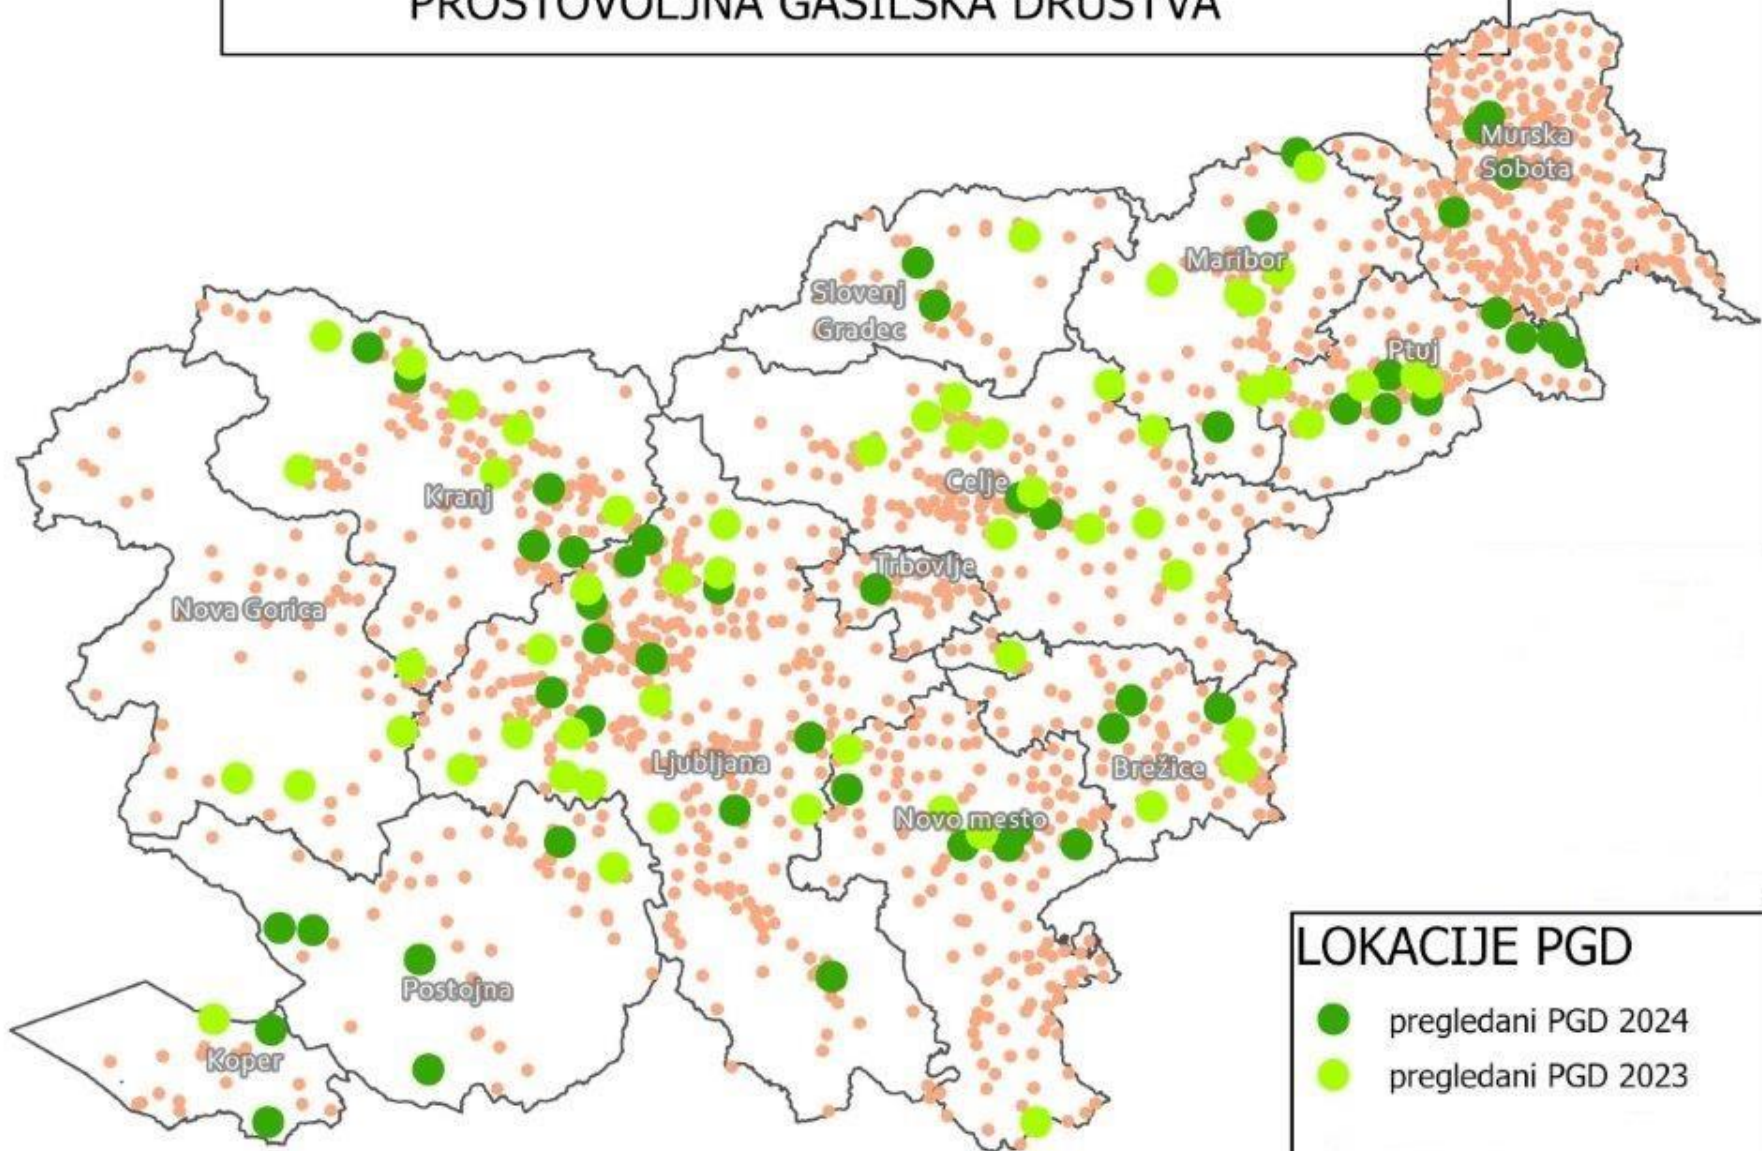 PROSTOVOLJNA GASILSKA DRUŠTVA
Murska
Sobota
Maribor
Slovenj
Gradec
Ptuj
Kranj
Celje
Trbovlje
Nova Gorica
Ljubljana
Brežice
Novo mesto
Postojna
Koper
LOKACIJE PGD
pregledani PGD 2024
pregledani PGD 2023